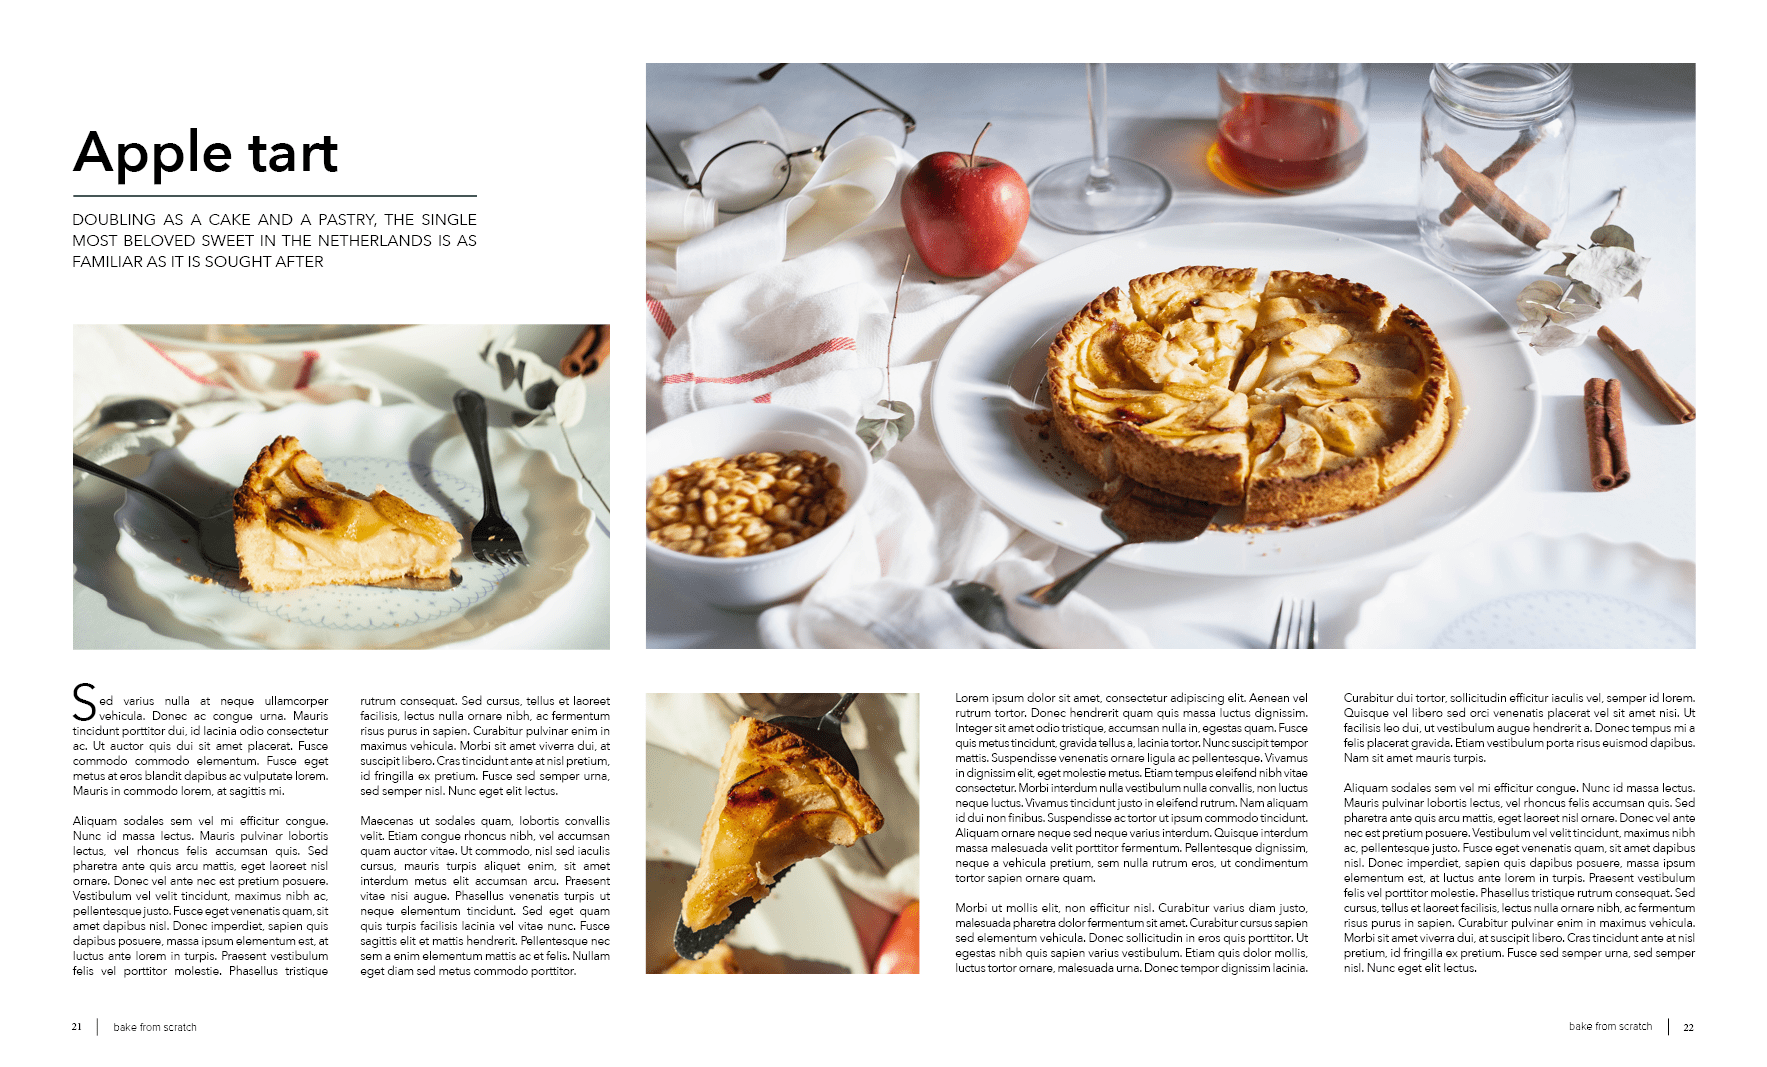 Apple tart
DOUBLING AS A CAKE AND A PASTRY, THE SINGLE
MOST BELOVED SWEET IN THE NETHERLANDS IS AS
FAMILIAR AS IT IS SOUGHT AFTER
Sed varius nulla at neque ullamcorper
vehicula. Donec ac congue urna. Mauris
tincidunt porttitor dui, id lacinia odio consectetur
ac. Ut auctor quis dui sit amet placerat. Fusce
commodo commodo elementum. Fusce eget
metus at eros blandit dapibus ac vulputate lorem.
Mauris in commodo lorem, at sagittis mi.
Aliquam sodales sem vel mi efficitur congue.
Nunc id massa lectus. Mauris pulvinar lobortis
lectus, vel rhoncus felis accumsan quis. Sed
pharetra ante quis arcu mattis, eget laoreet nisl
ornare. Donec vel ante nec est pretium posuere.
Vestibulum vel velit tincidunt, maximus nibh ac,
pellentesque justo. Fusce eget venenatis quam, sit
amet dapibus nisl. Donec imperdiet, sapien quis
dapibus posuere, massa ipsum elementum est, at
luctus ante lorem in turpis. Praesent vestibulum
felis vel porttitor molestie. Phasellus tristique
rutrum consequat. Sed cursus, tellus et laoreet
facilisis, lectus nulla ornare nibh, ac fermentum
risus purus in sapien. Curabitur pulvinar enim in
maximus vehicula. Morbi sit amet viverra dui, at
suscipit libero. Cras tincidunt ante at nisl pretium,
id fringilla ex pretium. Fusce sed semper urna,
sed semper nisl. Nunc eget elit lectus.
Maecenas ut sodales quam, lobortis convallis
velit. Etiam congue rhoncus nibh, vel accumsan
quam auctor vitae. Ut commodo, nisl sed iaculis
cursus, mauris turpis aliquet enim, sit amet
interdum metus elit accumsan arcu. Praesent
vitae nisi augue. Phasellus venenatis turpis ut
neque elementum tincidunt. Sed eget quam
quis turpis facilisis lacinia vel vitae nunc. Fusce
sagittis elit et mattis hendrerit. Pellentesque nec
sem a enim elementum mattis ac et felis. Nullam
eget diam sed metus commodo porttitor.
Lorem ipsum dolor sit amet, consectetur adipiscing elit. Aenean vel
rutrum tortor. Donec hendrerit quam quis massa luctus dignissim.
Integer sit amet odio tristique, accumsan nulla in, egestas quam. Fusce
quis metus tincidunt, gravida tellus a, lacinia tortor. Nunc suscipit tempor
mattis. Suspendisse venenatis ornare ligula ac pellentesque. Vivamus
in dignissim elit, eget molestie metus. Etiam tempus eleifend nibh vitae
consectetur. Morbi interdum nulla vestibulum nulla convallis, non luctus
neque luctus. Vivamus tincidunt justo in eleifend rutrum. Nam aliquam
id dui non finibus. Suspendisse ac tortor ut ipsum commodo tincidunt.
Aliquam ornare neque sed neque varius interdum. Quisque interdum
massa malesuada velit porttitor fermentum. Pellentesque dignissim,
neque a vehicula pretium, sem nulla rutrum eros, ut condimentum
tortor sapien ornare quam.
Morbi ut mollis elit, non efficitur nisl. Curabitur varius diam justo,
malesuada pharetra dolor fermentum sit amet. Curabitur cursus sapien
sed elementum vehicula. Donec sollicitudin in eros quis porttitor. Ut
egestas nibh quis sapien varius vestibulum. Etiam quis dolor mollis,
luctus tortor ornare, malesuada urna. Donec tempor dignissim lacinia.
Curabitur dui tortor, sollicitudin efficitur iaculis vel, semper id lorem.
Quisque vel libero sed orci venenatis placerat vel sit amet nisi. Ut
facilisis leo dui, ut vestibulum augue hendrerit a. Donec tempus mi a
felis placerat gravida. Etiam vestibulum porta risus euismod dapibus.
Nam sit amet mauris turpis.
Aliquam sodales sem vel mi efficitur congue. Nunc id massa lectus.
Mauris pulvinar lobortis lectus, vel rhoncus felis accumsan quis. Sed
pharetra ante quis arcu mattis, eget laoreet nisl ornare. Donec vel ante
nec est pretium posuere. Vestibulum vel velit tincidunt, maximus nibh
ac, pellentesque justo. Fusce eget venenatis quam, sit amet dapibus
nisl. Donec imperdiet, sapien quis dapibus posuere, massa ipsum
elementum est, at luctus ante lorem in turpis. Praesent vestibulum
felis vel porttitor molestie. Phasellus tristique rutrum consequat. Sed
cursus, tellus et laoreet facilisis, lectus nulla ornare nibh, ac fermentum
risus purus in sapien. Curabitur pulvinar enim in maximus vehicula.
Morbi sit amet viverra dui, at suscipit libero. Cras tincidunt ante at nisl
pretium, id fringilla ex pretium. Fusce sed semper urna, sed semper
nisl. Nunc eget elit lectus.
21 | bake from scratch
bake from scratch | 22